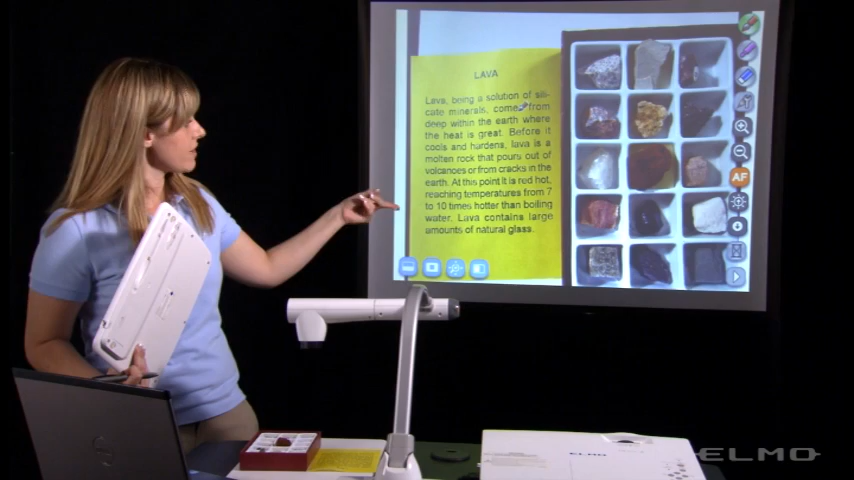 LAVA
Lava, being a solution of sili-
cate minerals, comes from
deep within the earth where
the heat is great. Before it
cools and hardens, lava is a
molten rock that pours out of
volcanoes or from cracks in the
earth. At this point it is red hot,
reaching temperatures from 7
to 10 times hotter than boiling
water. Lava contains large
amounts of natural glass.
AF
ELMO
ELMO